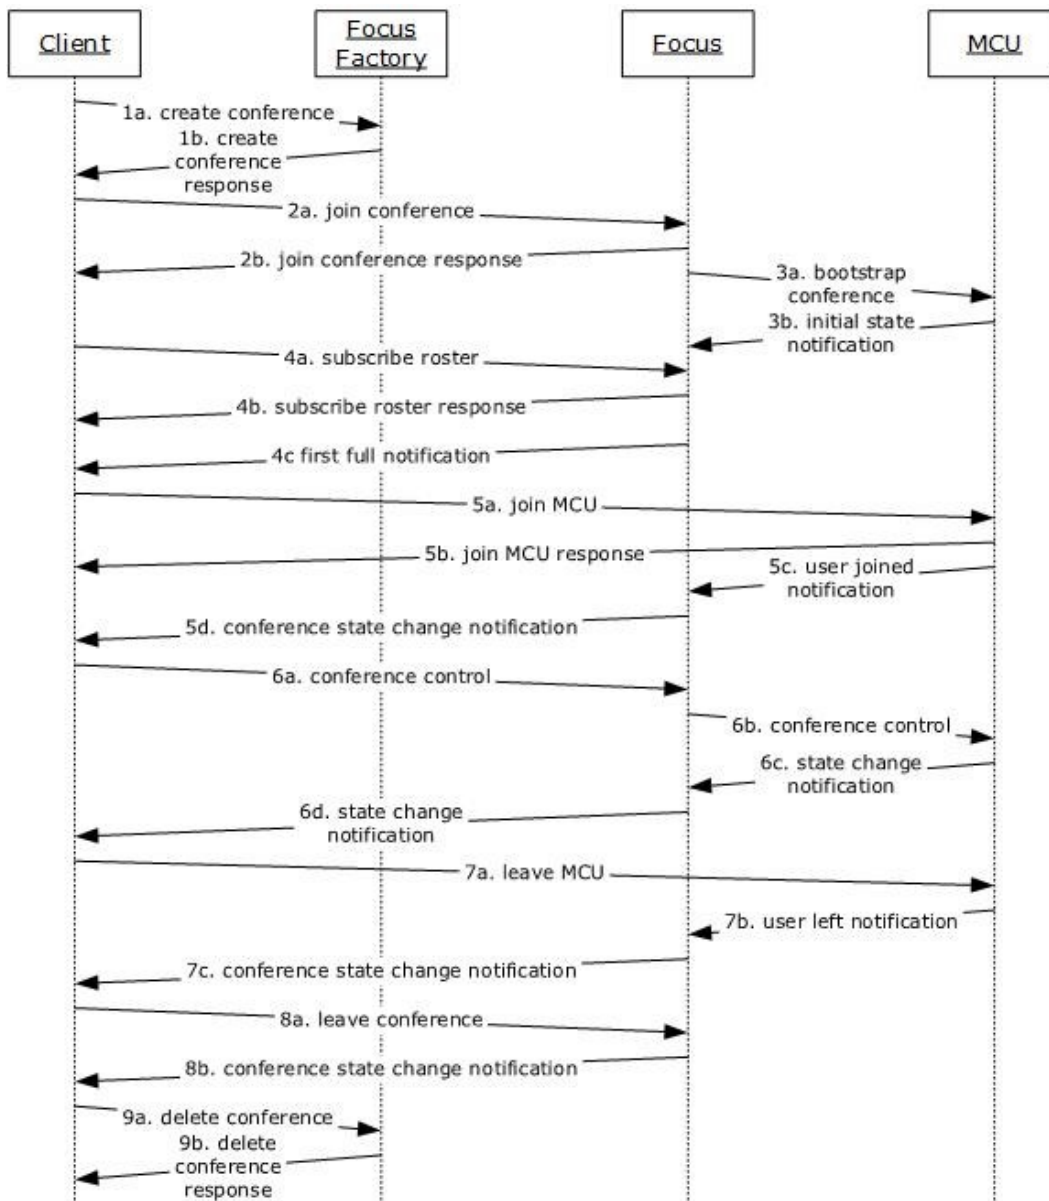 Client
Focus
Factory
Focus
MCU
1a. create conference
1b. create
conference
response
2a. join conference
2b. join conference response
3a. bootstrap
conference
3b. initial state
notification
4a. subscribe roster
4b. subscribe roster response
4c first full notification
5a. join MCU
5b. join MCU response
5c. user joined
notification
5d. conference state change notification
6a. conference control
6b. conference control
6c. state change
notification
6d. state change
notification
7a. leave MCU
7b. user left notification
7c. conference state change notification
8a. leave conference
8b. conference state change notification
9a. delete conference
9b. delete
conference
response